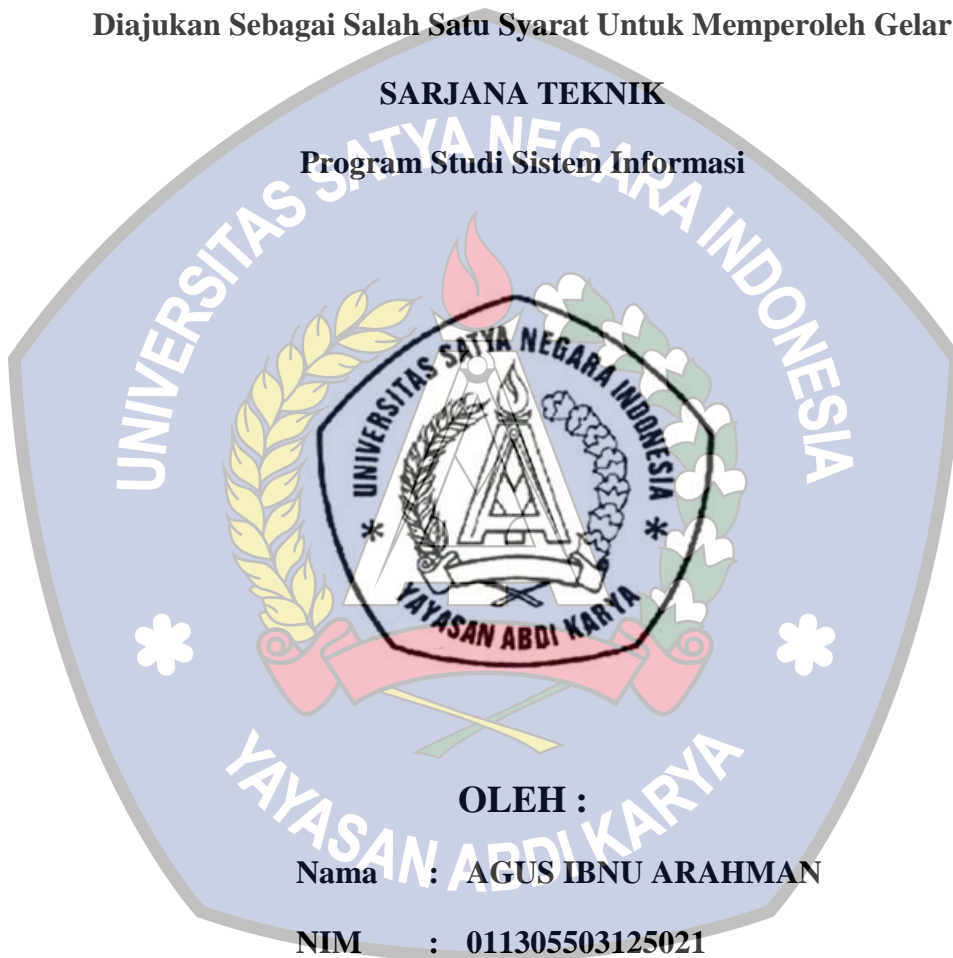 Diajukan Sebagai Salah Satu Syarat Untuk Memperoleh Gelar
SARJANA TEKNIK
Program Studi Sistem Informasi
UNIVERSITAS SATYA NEGARA INDONESIA
YAYASAN ABDI KARYA
UNIVERSITAS SATYA NEGARA INDONESIA
YAYASAN ABDI KARYA
OLEH :
Nama : AGUS IBNU ARAHMAN
NIM : 011305503125021